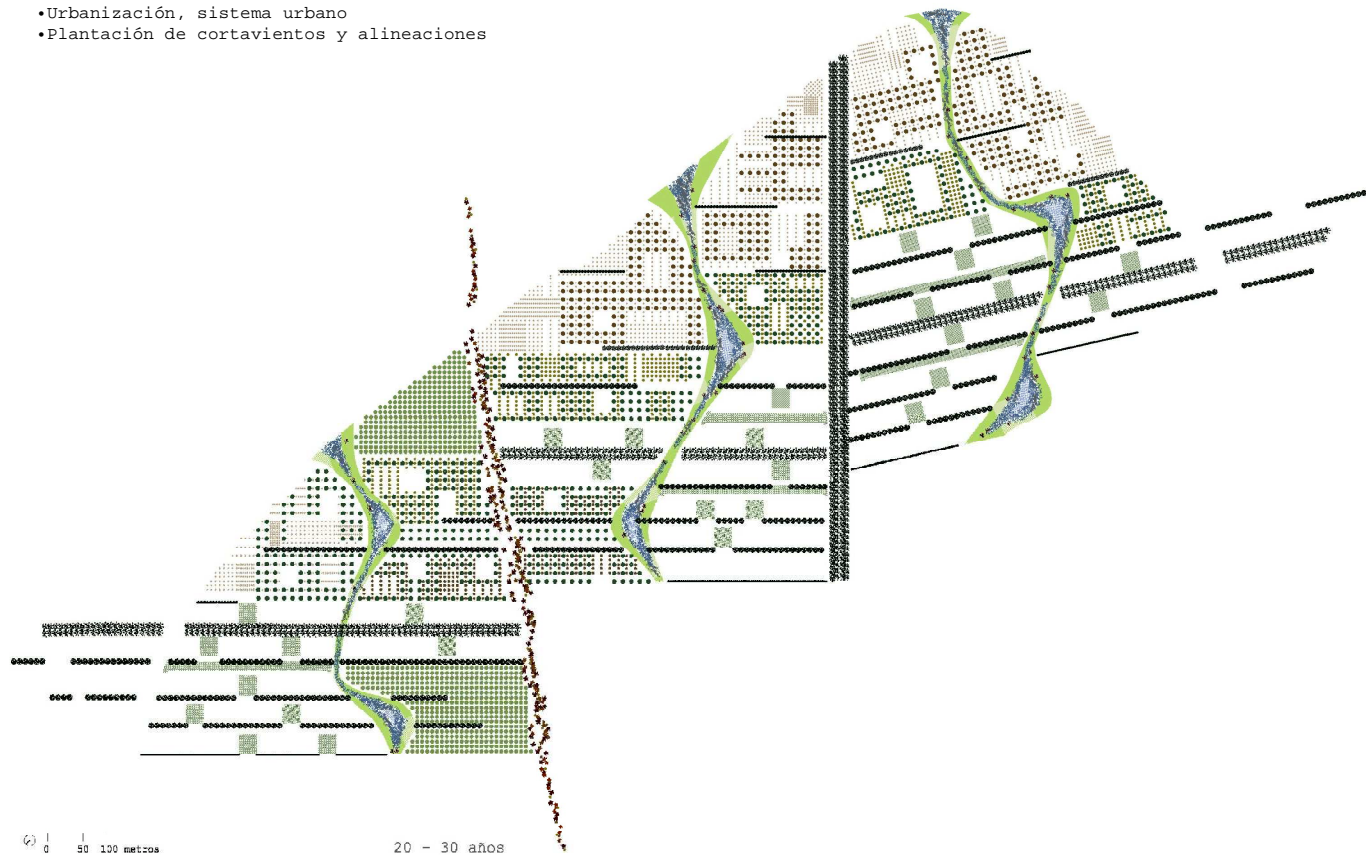 •Urbanización, sistema urbano
•Plantación de cortavientos y alineaciones
0 50 100 metros
20 - 30 años